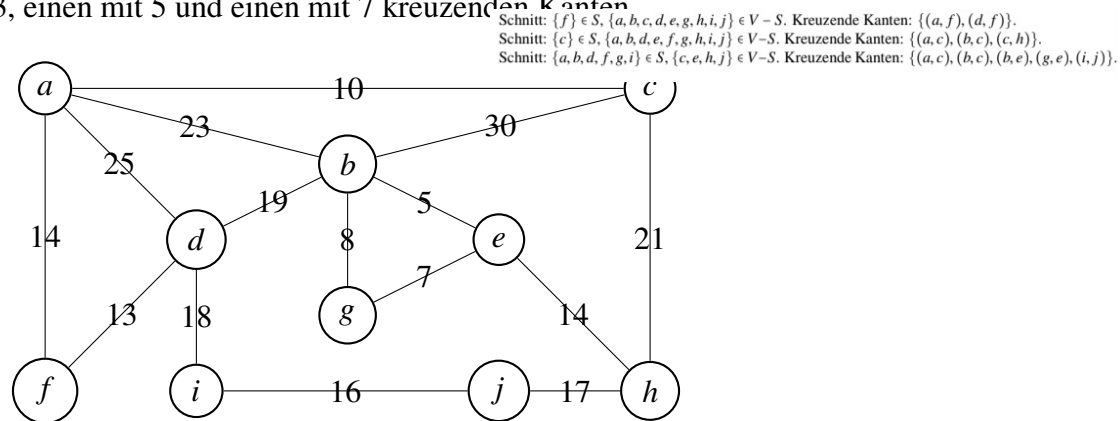 3, einen mit 5 und einen mit 7 kreuzenden Kanten
Schnitt: {f} ∈ S, {a,b,c,d,e,g,h,i,j} ∈ V − S. Kreuzende Kanten: {(a,f),(d,f)}.
Schnitt: {c} ∈ S, {a,b,d,e,f,g,h,i,j} ∈ V−S. Kreuzende Kanten: {(a,c),(b,c),(c,h)}.
Schnitt: {a,b,d,f,g,i} ∈ S, {c,e,h,j} ∈ V−S. Kreuzende Kanten: {(a,c),(b,c),(b,e),(g,e),(i,j)}.
a 10 c
23 30
25 b
19 5
14 d 8 e 21
7
13 18 g 14
f i 16 j 17 h